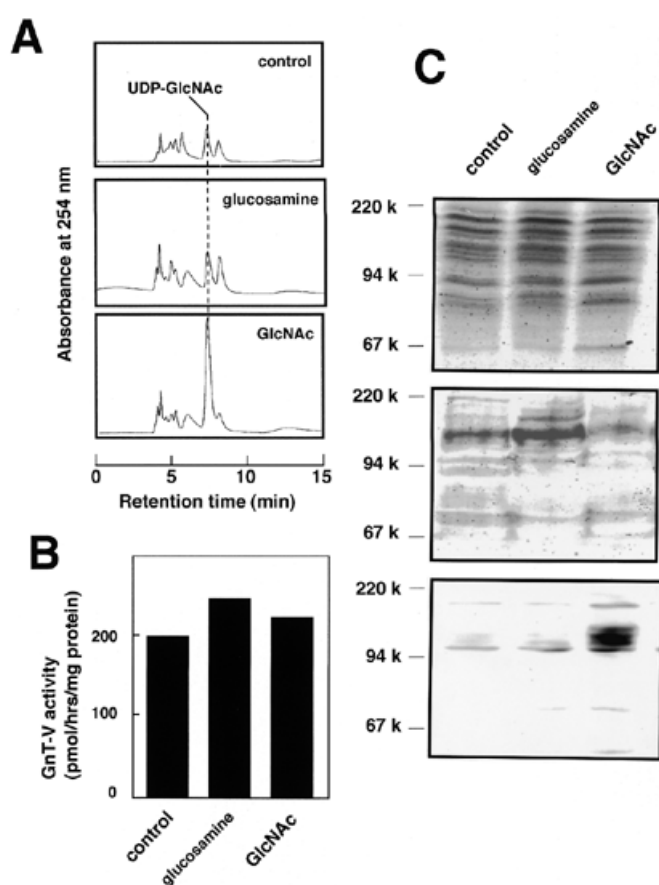 A
control
UDP-GlcNAc
glucosamine
GlcNAc
Absorbance at 254 nm
0 5 10 15
Retention time (min)
B
GnT-V activity
(pmol/hrs/mg protein)
200
100
0
control
glucosamine
GlcNAc
C
control
glucosamine
GlcNAc
220 k
94 k
67 k
220 k
94 k
67 k
220 k
94 k
67 k